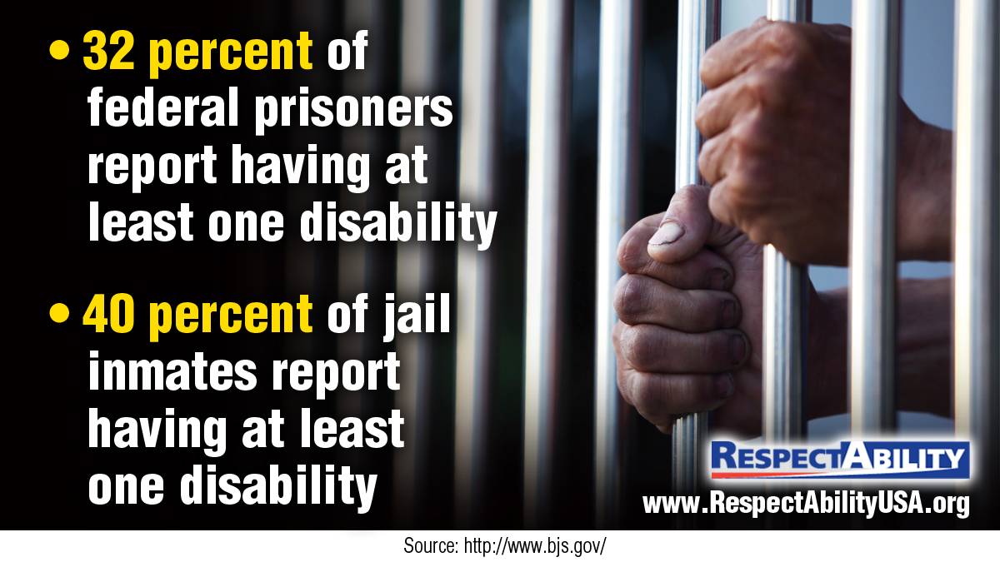 • 32 percent of
federal prisoners
report having at
least one disability
• 40 percent of jail
inmates report
having at least
one disability
RESPECTABILITY
www.RespectAbilityUSA.org
Source: http://www.bjs.gov/